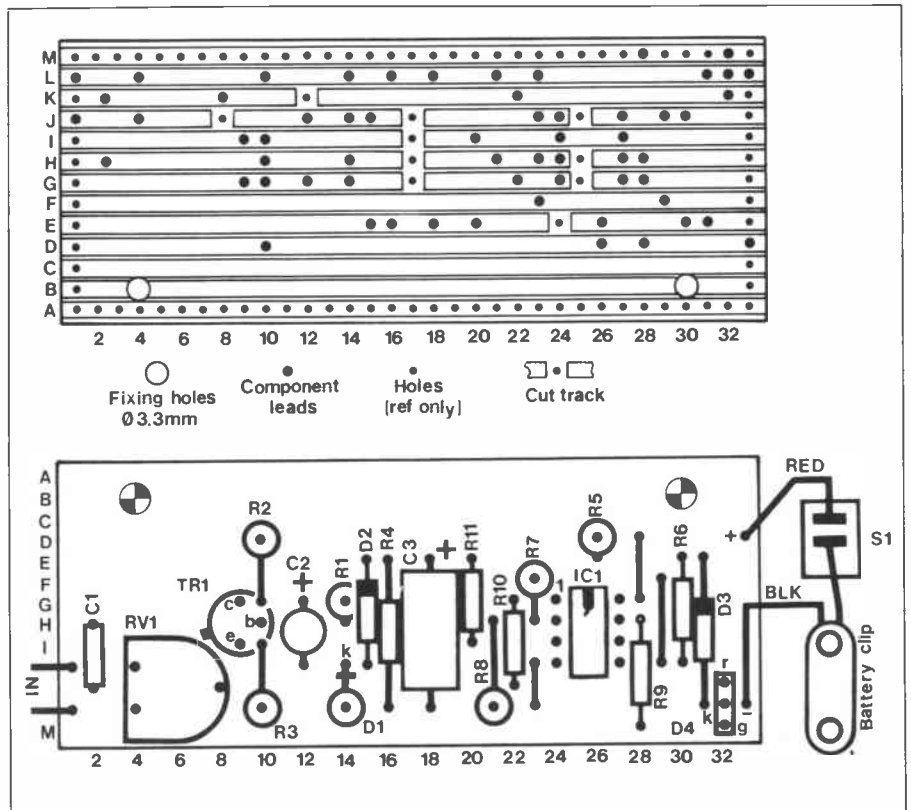 M
L
K
J
I
H
G
F
E
D
C
B
A
2 4 6 8 10 12 14 16 18 20 22 24 26 28 30 32
Fixing holes
Ø3.3mm
Component
leads
Holes
(ref only)
Cut track
A
B
C
D
E
F
G
H
I
M
IN
C1
RV1
TR1
c
b
e
R2
R3
C2
+
R1
k
+
D1
D2
R4
C3
+
R11
R8
R10
R7
1
IC1
R5
R9
R6
D3
k
D4
r
g
+
–
RED
BLK
S1
Battery clip
2 4 6 8 10 12 14 16 18 20 22 24 26 28 30 32